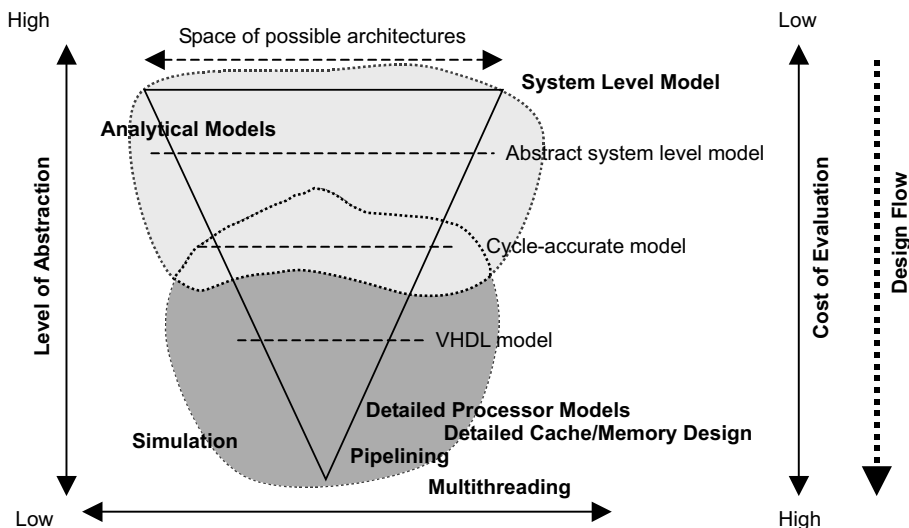 High
Low
Space of possible architectures
System Level Model
Analytical Models
Abstract system level model
Cycle-accurate model
VHDL model
Detailed Processor Models
Detailed Cache/Memory Design
Simulation
Pipelining
Multithreading
Level of Abstraction
Cost of Evaluation
Design Flow
Low
High